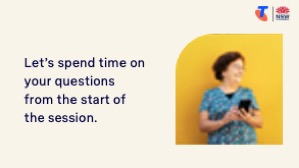 Let's spend time on
your questions
from the start of
the session.